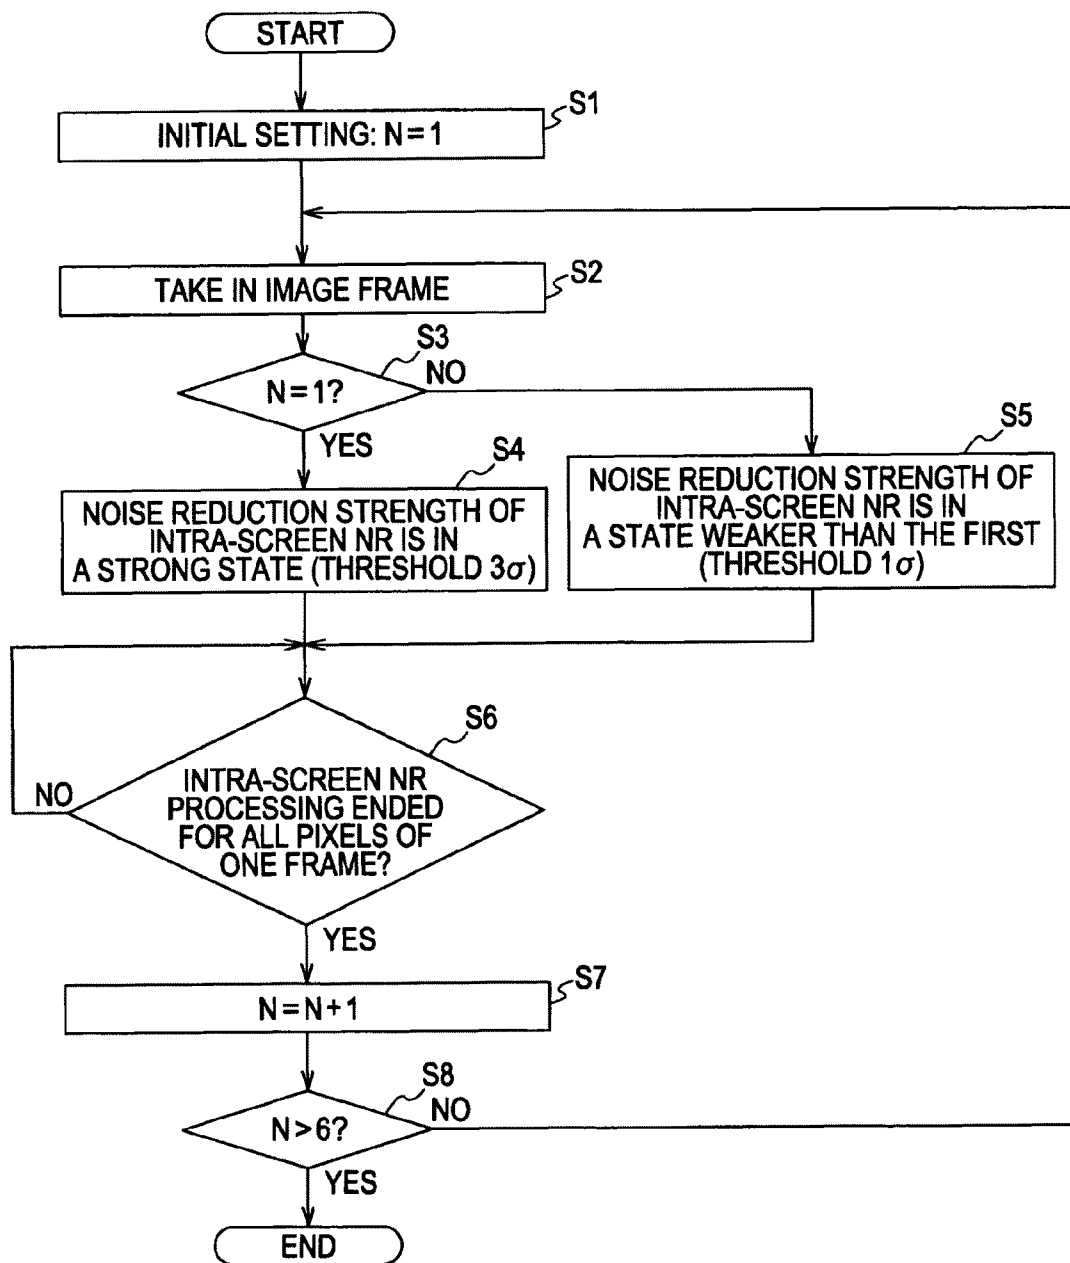 START
S1
INITIAL SETTING: N=1
S2
TAKE IN IMAGE FRAME
S3
N=1?
NO
YES
S4
NOISE REDUCTION STRENGTH OF
INTRA-SCREEN NR IS IN
A STRONG STATE (THRESHOLD 3σ)
S5
NOISE REDUCTION STRENGTH OF
INTRA-SCREEN NR IS IN
A STATE WEAKER THAN THE FIRST
(THRESHOLD 1σ)
S6
INTRA-SCREEN NR
PROCESSING ENDED
FOR ALL PIXELS OF
ONE FRAME?
NO
YES
S7
N=N+1
S8
N>6?
NO
YES
END